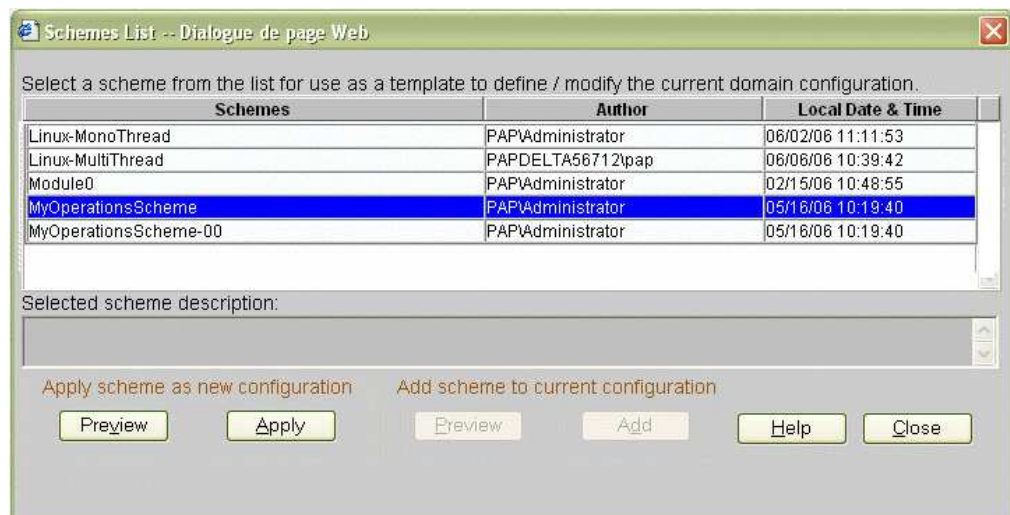 Schemes List -- Dialogue de page Web
Select a scheme from the list for use as a template to define / modify the current domain configuration.
Schemes Author Local Date & Time
Linux-MonoThread PAP\Administrator 06/02/06 11:11:53
Linux-MultiThread PAPDELTA56712\pap 06/06/06 10:39:42
Module0 PAP\Administrator 02/15/06 10:48:55
MyOperationsScheme PAP\Administrator 05/16/06 10:19:40
MyOperationsScheme-00 PAP\Administrator 05/16/06 10:19:40
Selected scheme description:
Apply scheme as new configuration Add scheme to current configuration
Preview Apply Preview Add Help Close